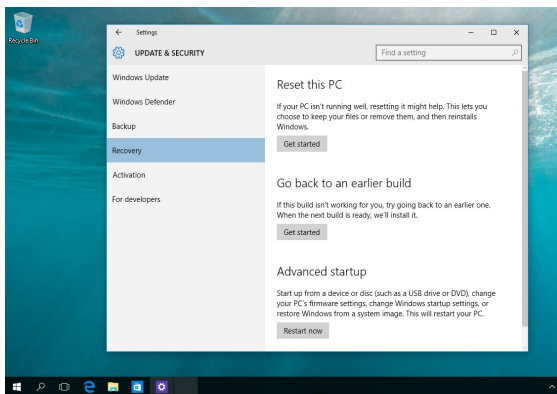 Recycle Bin
Settings
UPDATE & SECURITY
Find a setting
Windows Update
Windows Defender
Backup
Recovery
Activation
For developers
Reset this PC
If your PC isn't running well, resetting it might help. This lets you
choose to keep your files or remove them, and then reinstalls
Windows.
Get started
Go back to an earlier build
If this build isn't working for you, try going back to an earlier one.
When the next build is ready, we'll install it.
Get started
Advanced startup
Start up from a device or disc (such as a USB drive or DVD), change
your PC's firmware settings, change Windows startup settings, or
restore Windows from a system image. This will restart your PC.
Restart now